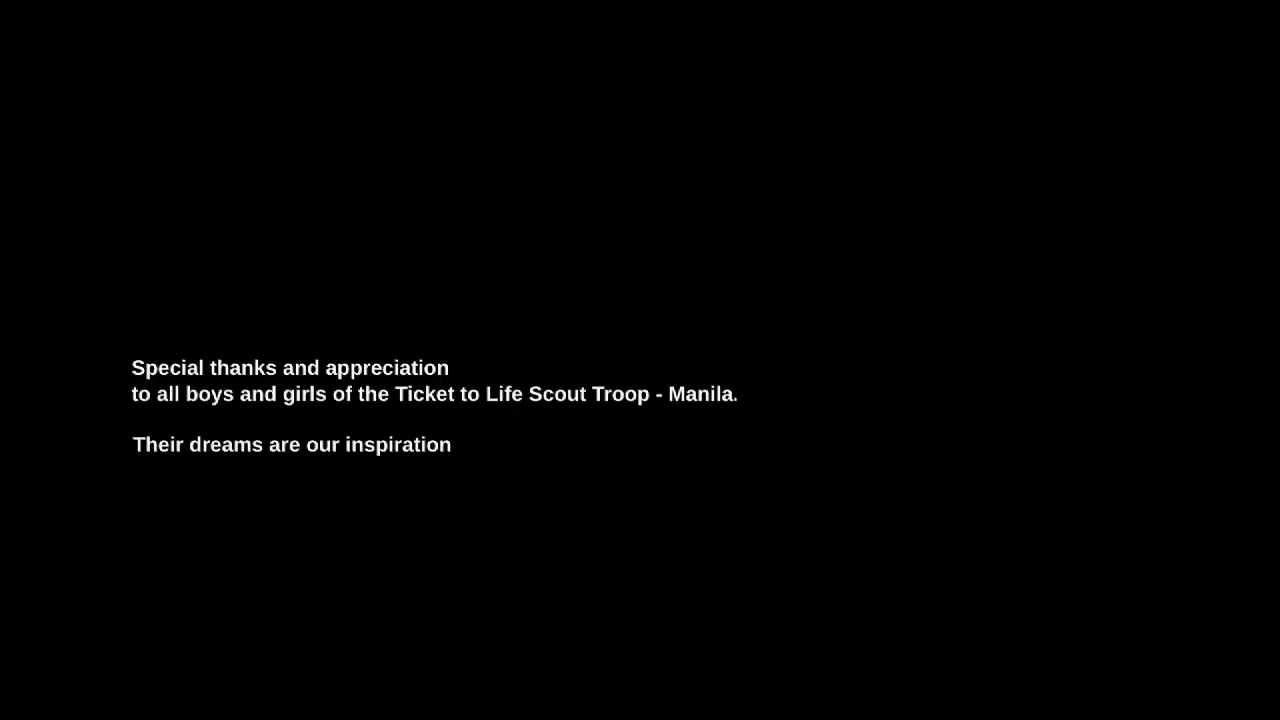 Special thanks and appreciation
to all boys and girls of the Ticket to Life Scout Troop - Manila.
Their dreams are our inspiration